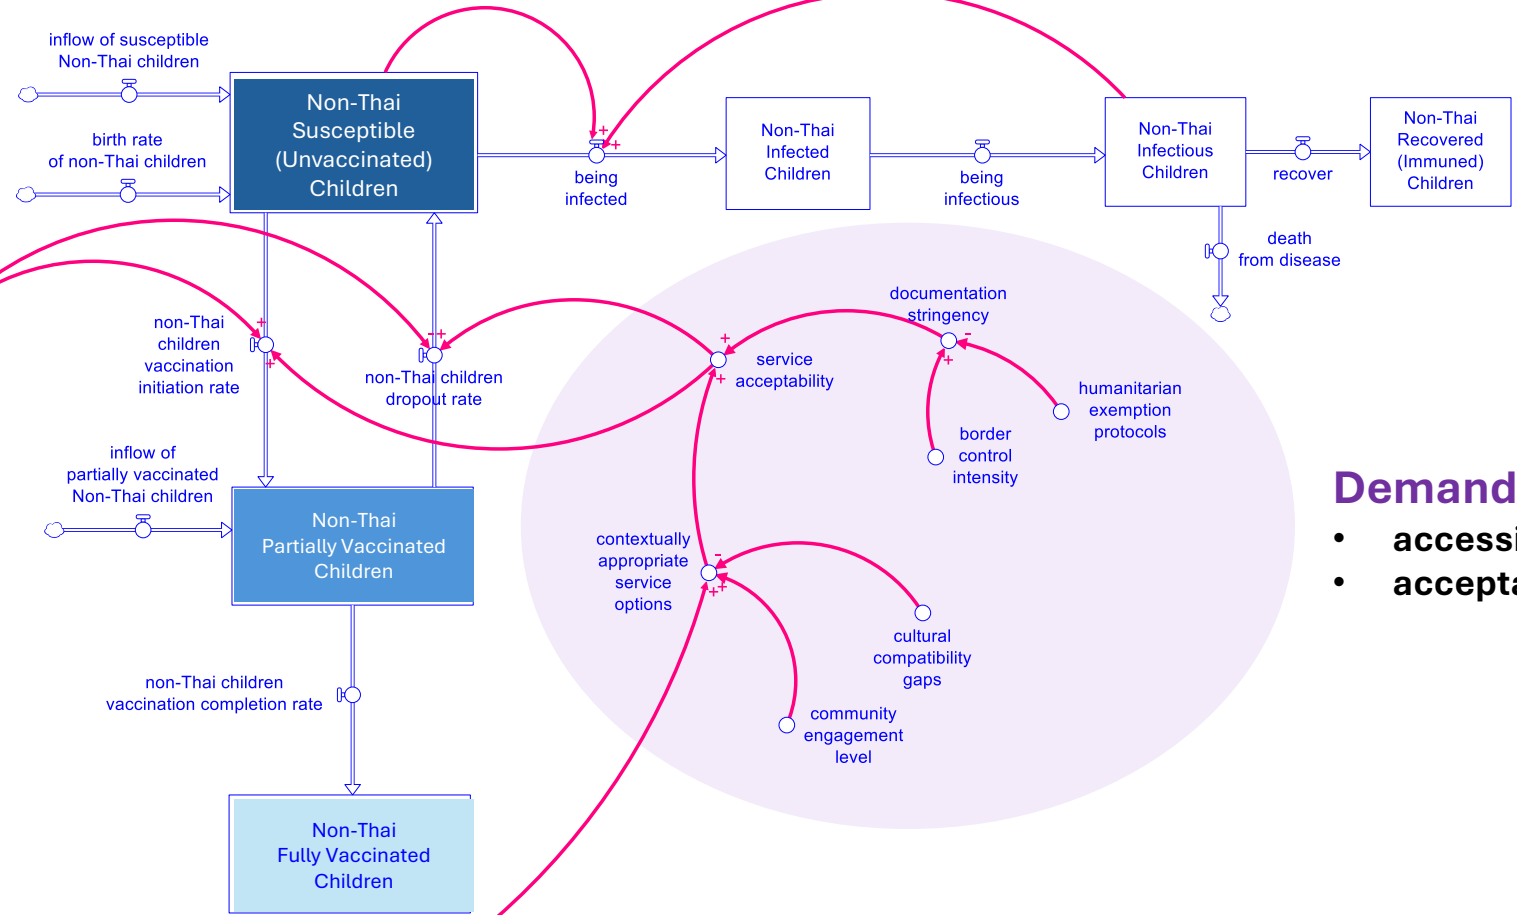 inflow of susceptible
Non-Thai children
birth rate
of non-Thai children
Non-Thai
Susceptible
(Unvaccinated)
Children
+
+
being
infected
Non-Thai
Infected
Children
being
infectious
Non-Thai
Infectious
Children
recover
Non-Thai
Recovered
(Immune)
Children
death
from disease
non-Thai
children
vaccination
initiation rate
+
+
-+
non-Thai children
dropout rate
+
+
service
acceptability
documentation
stringency
-
+
humanitarian
exemption
protocols
border
control
intensity
inflow of
partially vaccinated
Non-Thai children
Non-Thai
Partially Vaccinated
Children
contextually
appropriate
service
options
-
++
cultural
compatibility
gaps
community
engagement
level
non-Thai children
vaccination completion rate
Non-Thai
Fully Vaccinated
Children
Demand
• accessi
• accepta